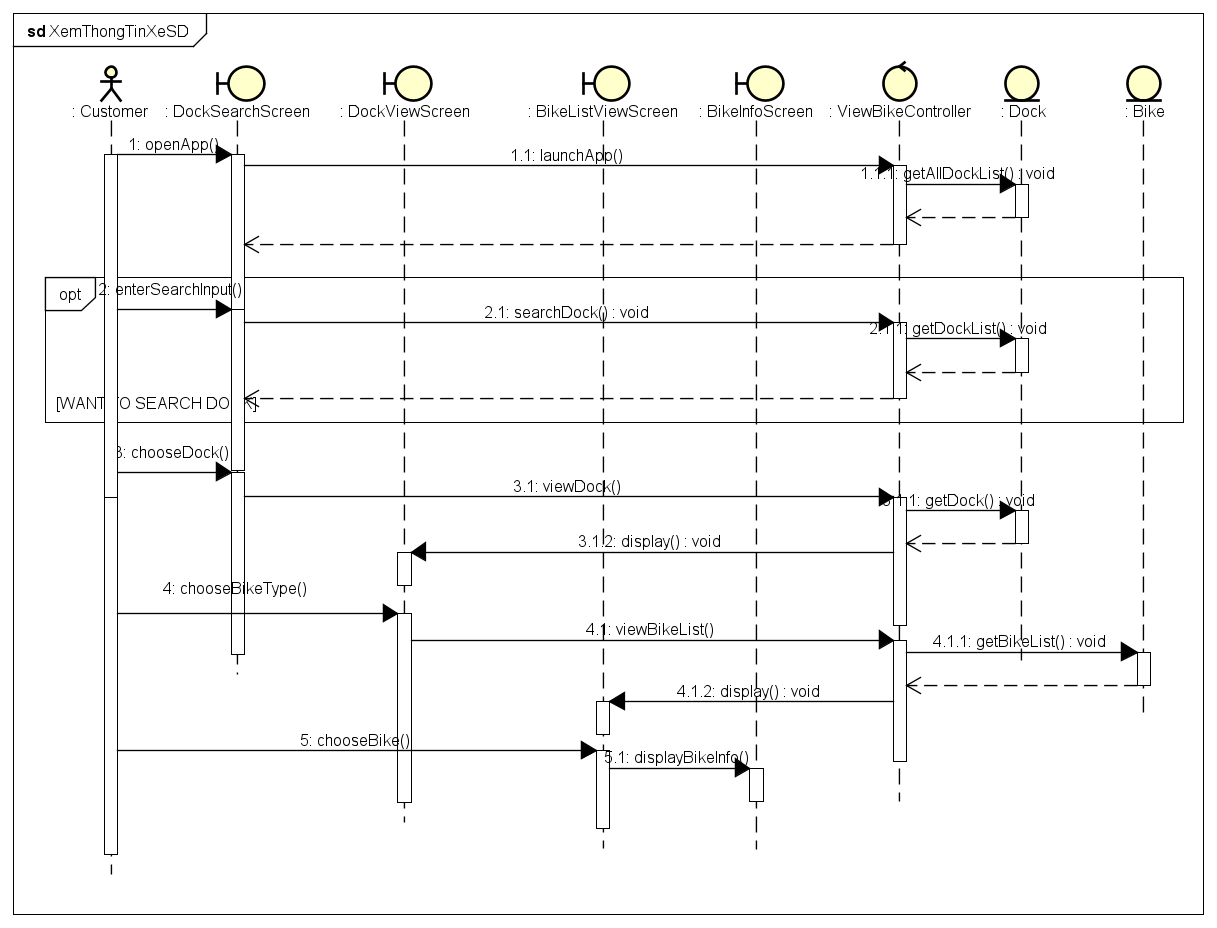 sd XemThongTinXeSD
: Customer
: DockSearchScreen
: DockViewScreen
: BikeListViewScreen
: BikeInfoScreen
: ViewBikeController
: Dock
: Bike
1: openApp()
1.1: launchApp()
1.1.1: getAllDockList() : void
opt
2: enterSearchInput()
2.1: searchDock() : void
2.1.1: getDockList() : void
[WANT TO SEARCH DOCK]
3: chooseDock()
3.1: viewDock()
3.1.1: getDock() : void
3.1.2: display() : void
4: chooseBikeType()
4.1: viewBikeList()
4.1.1: getBikeList() : void
4.1.2: display() : void
5: chooseBike()
5.1: displayBikeInfo()